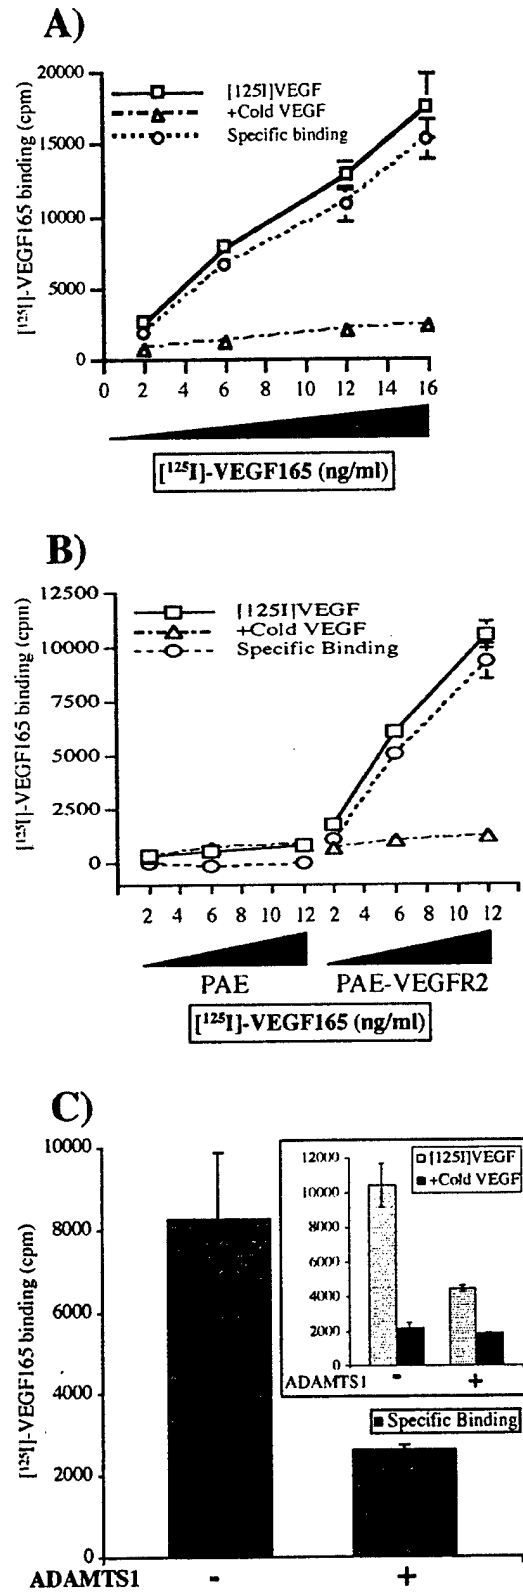 A)
20000
15000
10000
5000
0
[125I]-VEGF165 binding (cpm)
[125I]VEGF
+Cold VEGF
Specific binding
0 2 4 6 8 10 12 14 16
[125I]-VEGF165 (ng/ml)
B)
12500
10000
7500
5000
2500
0
[125I]-VEGF165 binding (cpm)
[125I]VEGF
+Cold VEGF
Specific Binding
2 4 6 8 10 12 2 4 6 8 10 12
PAE PAE-VEGFR2
[125I]-VEGF165 (ng/ml)
C)
10000
8000
6000
4000
2000
0
[125I]-VEGF165 binding (cpm)
12000
10000
8000
6000
4000
2000
0
[125I]VEGF
+Cold VEGF
ADAMTS1 - +
Specific Binding
ADAMTS1 - +